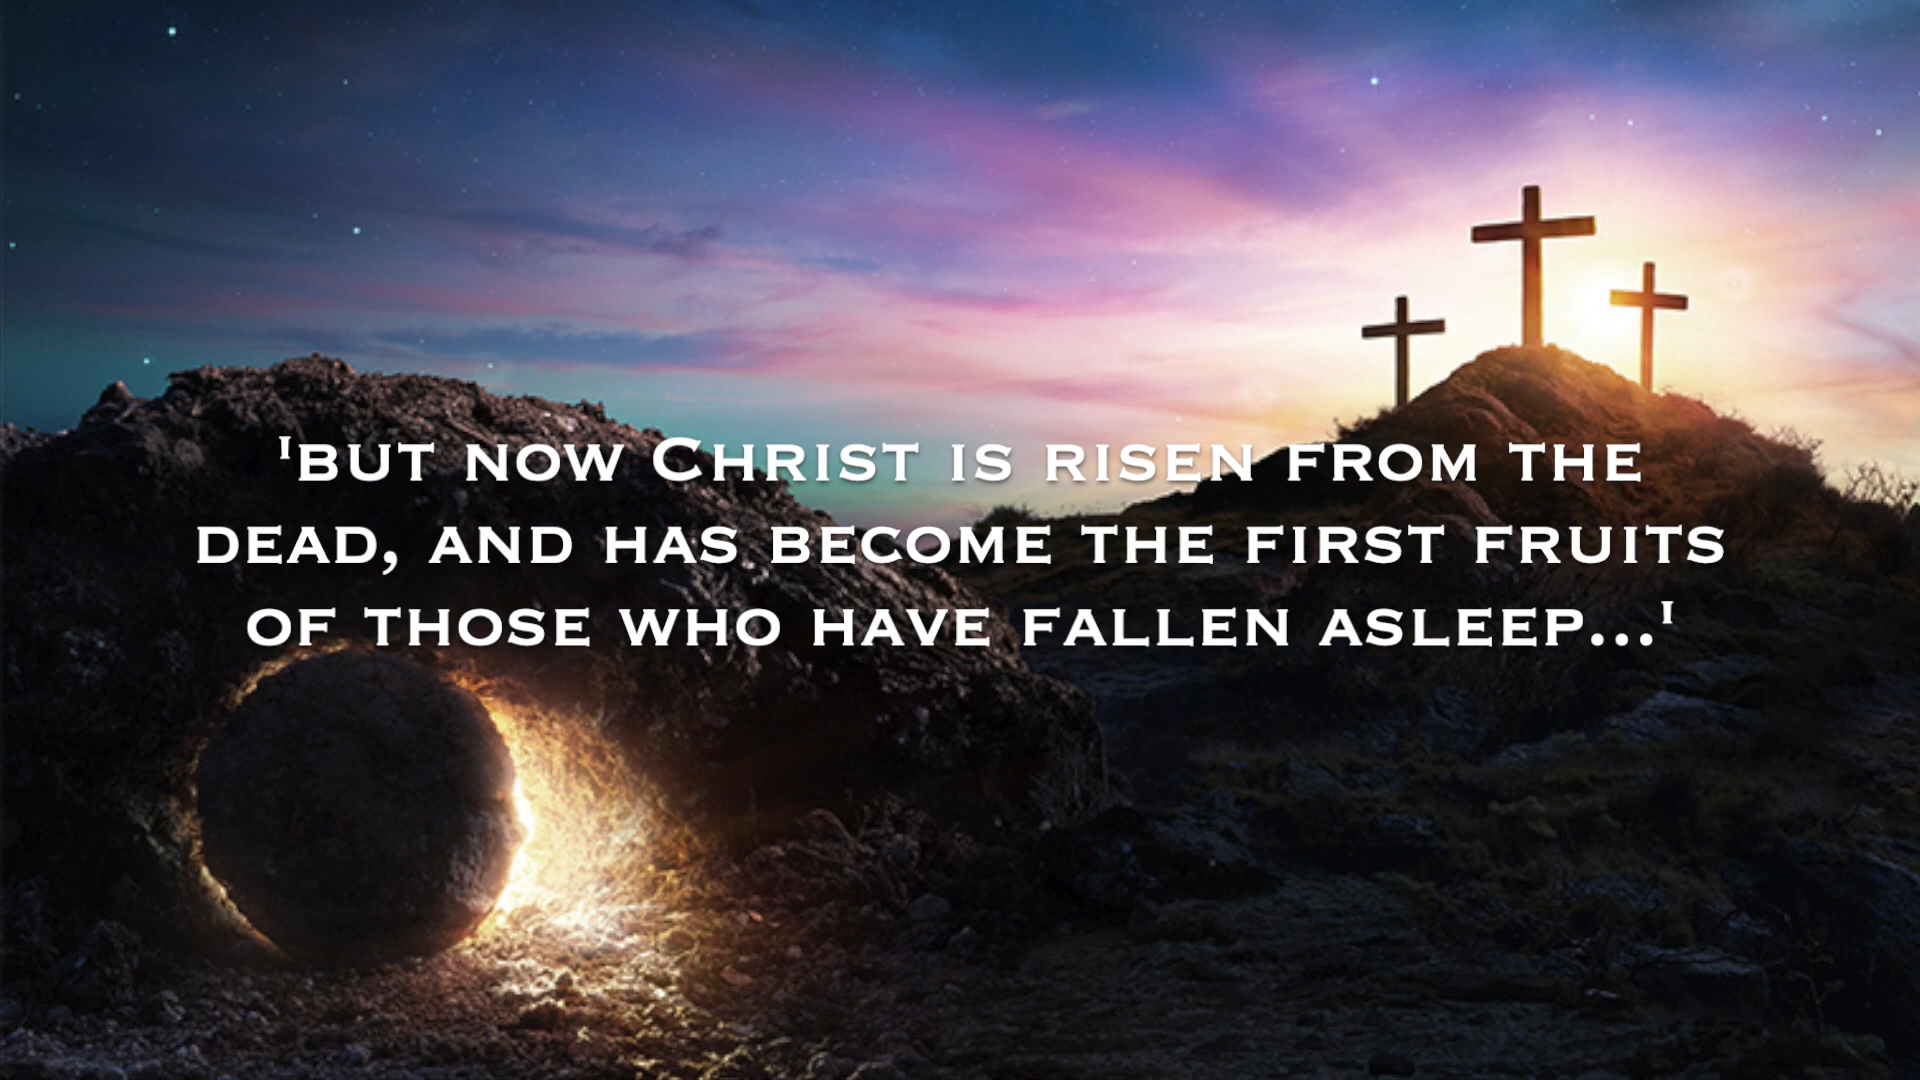 'but now Christ is risen from the
dead, and has become the first fruits
of those who have fallen asleep...'